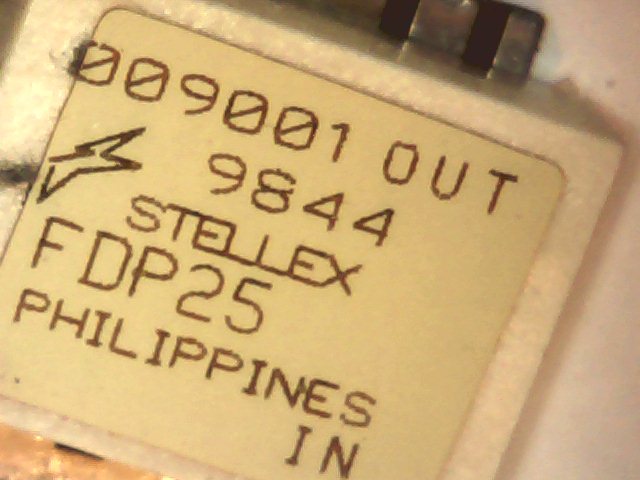 009001 OUT
9844
STELLEX
FDP25
PHILIPPINES
IN